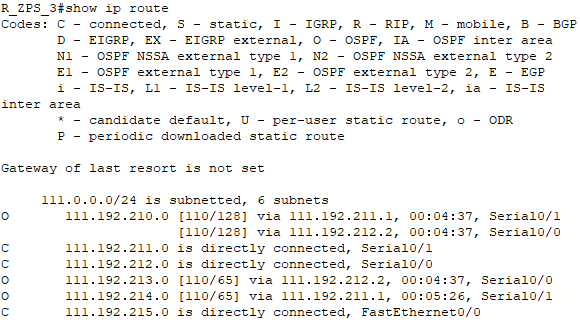 R_ZPS_3#show ip route
Codes: C - connected, S - static, I - IGRP, R - RIP, M - mobile, B - BGP
       D - EIGRP, EX - EIGRP external, O - OSPF, IA - OSPF inter area
       N1 - OSPF NSSA external type 1, N2 - OSPF NSSA external type 2
       E1 - OSPF external type 1, E2 - OSPF external type 2, E - EGP
       i - IS-IS, L1 - IS-IS level-1, L2 - IS-IS level-2, ia - IS-IS
inter area
       * - candidate default, U - per-user static route, o - ODR
       P - periodic downloaded static route

Gateway of last resort is not set

     111.0.0.0/24 is subnetted, 6 subnets
O       111.192.210.0 [110/128] via 111.192.211.1, 00:04:37, Serial0/1
                      [110/128] via 111.192.212.2, 00:04:37, Serial0/0
C       111.192.211.0 is directly connected, Serial0/1
C       111.192.212.0 is directly connected, Serial0/0
O       111.192.213.0 [110/65] via 111.192.212.2, 00:04:37, Serial0/0
O       111.192.214.0 [110/65] via 111.192.211.1, 00:05:26, Serial0/1
C       111.192.215.0 is directly connected, FastEthernet0/0